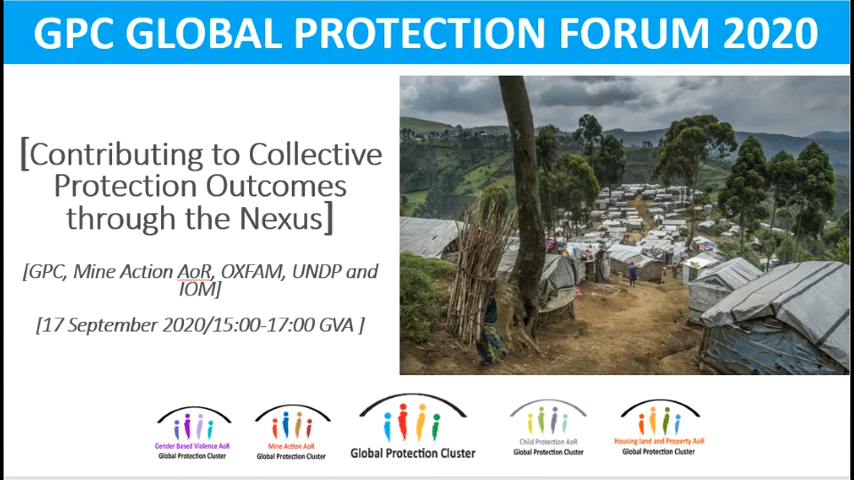 GPC GLOBAL PROTECTION FORUM 2020
[Contributing to Collective
Protection Outcomes
through the Nexus]
[GPC, Mine Action AoR, OXFAM, UNDP and
IOM]
[17 September 2020/15:00-17:00 GVA ]
Gender Based Violence AoR
Global Protection Cluster
Mine Action AoR
Global Protection Cluster
Global Protection Cluster
Child Protection AoR
Global Protection Cluster
Housing land and Property AoR
Global Protection Cluster